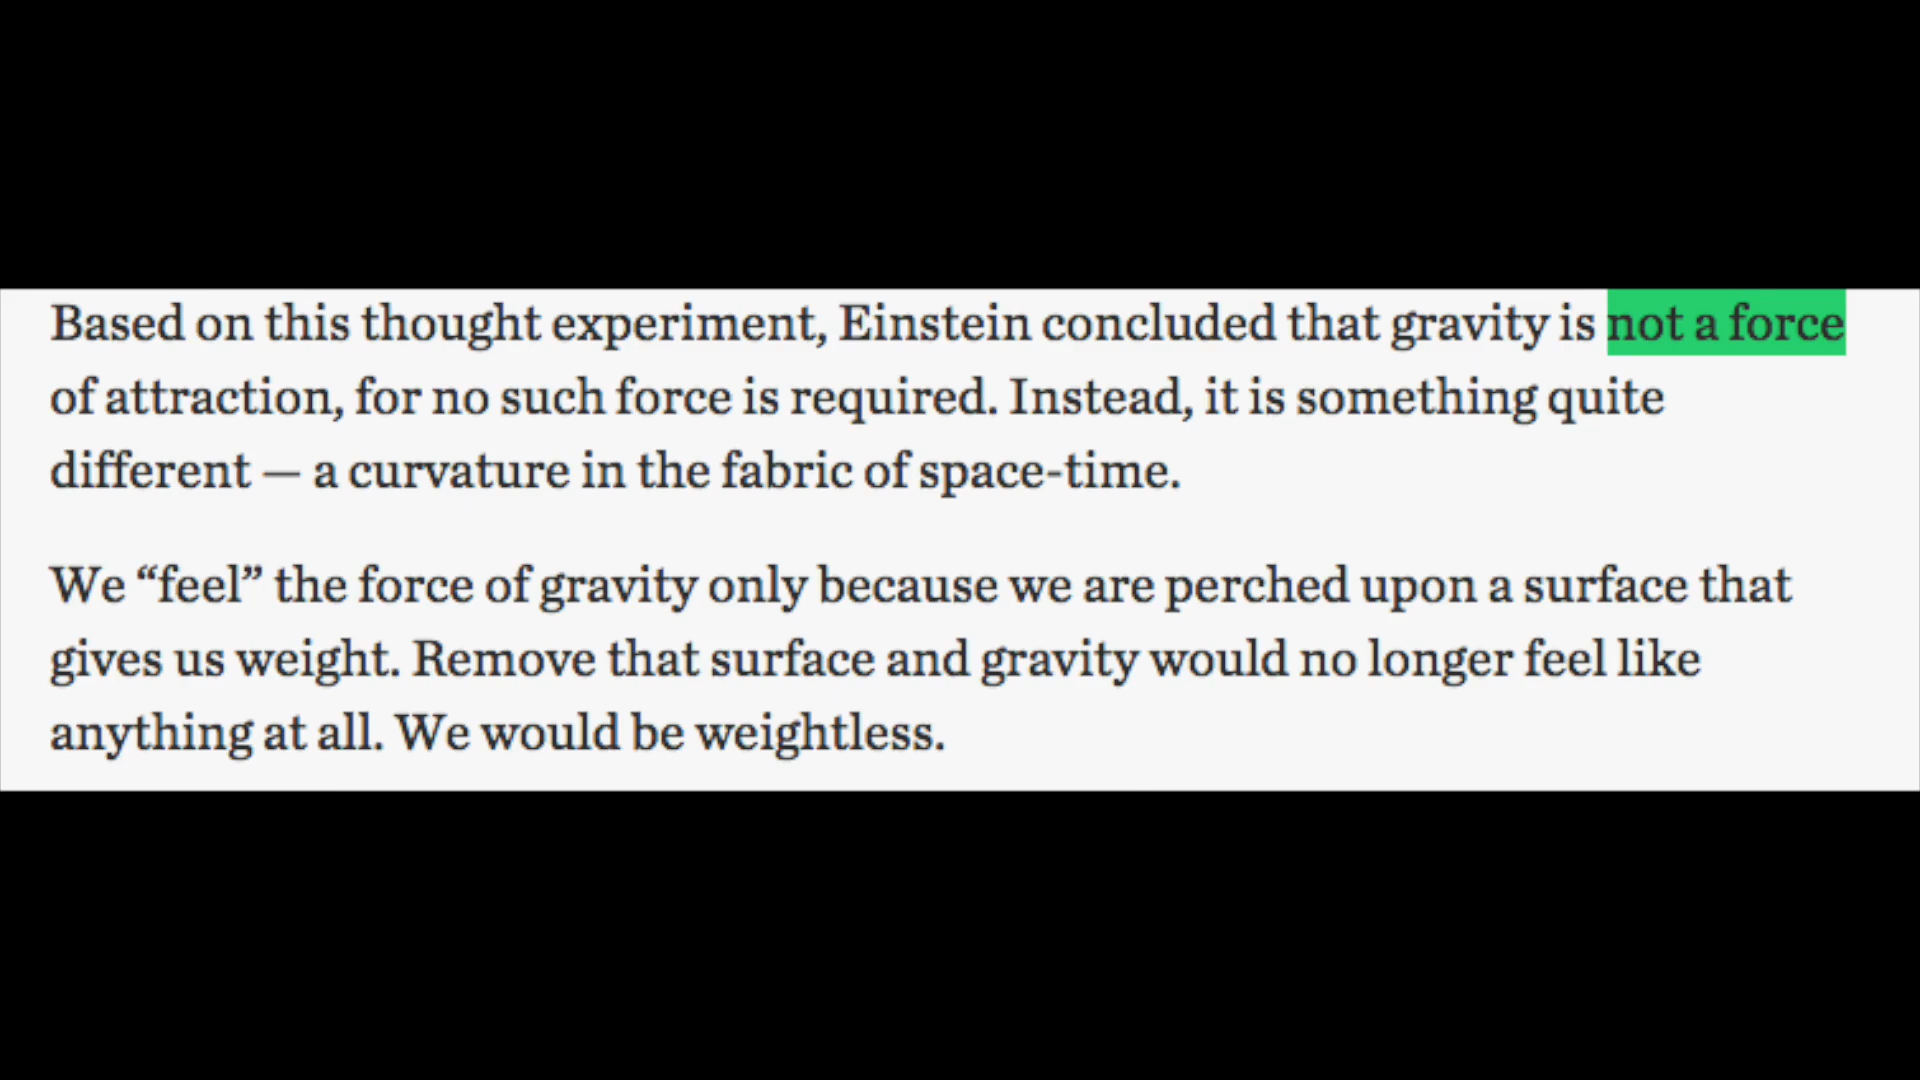 Based on this thought experiment, Einstein concluded that gravity is not a force
of attraction, for no such force is required. Instead, it is something quite
different — a curvature in the fabric of space-time.
We “feel” the force of gravity only because we are perched upon a surface that
gives us weight. Remove that surface and gravity would no longer feel like
anything at all. We would be weightless.